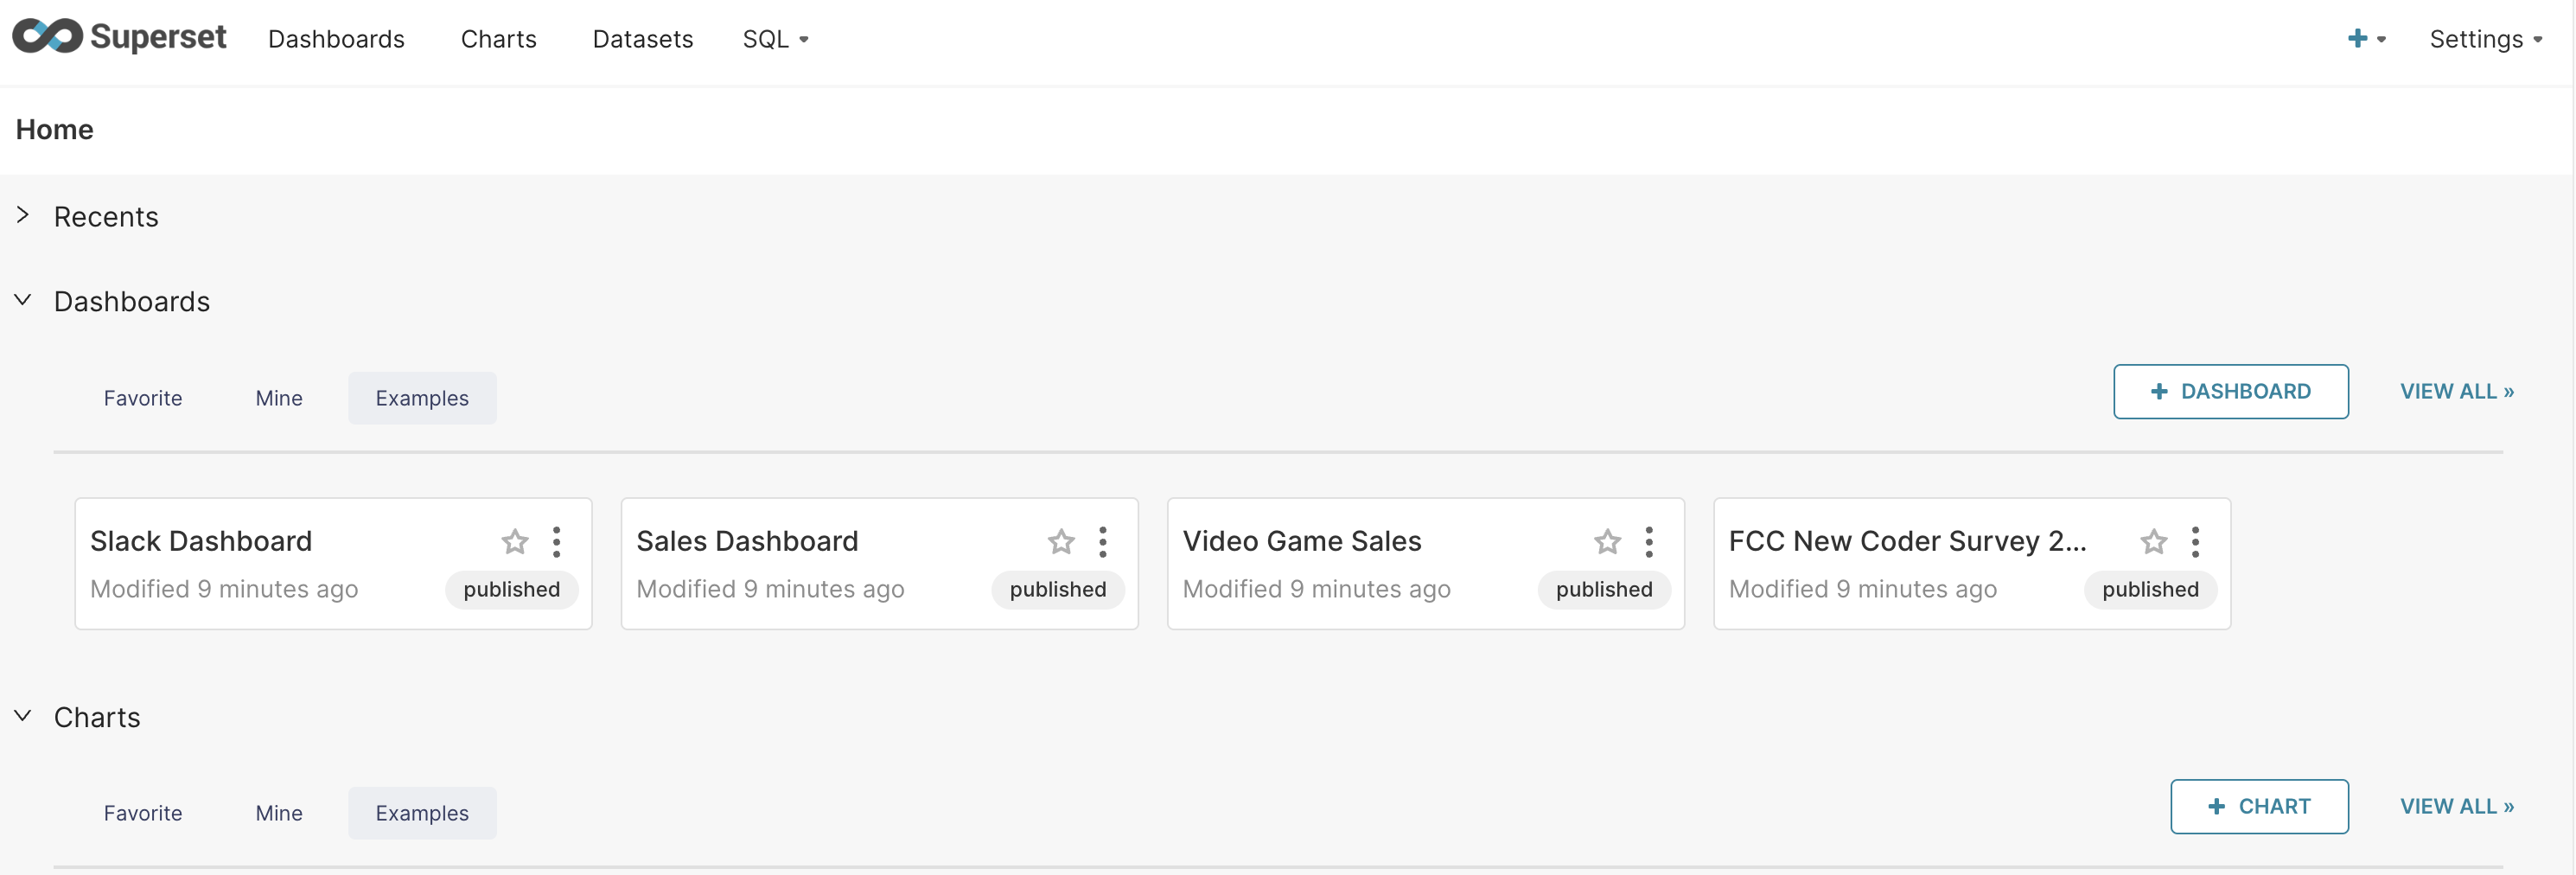 Superset Dashboards Charts Datasets SQL + Settings
Home
Recents
Dashboards
Favorite Mine Examples + DASHBOARD VIEW ALL »
Slack Dashboard
Modified 9 minutes ago published
Sales Dashboard
Modified 9 minutes ago published
Video Game Sales
Modified 9 minutes ago published
FCC New Coder Survey 2...
Modified 9 minutes ago published
Charts
Favorite Mine Examples + CHART VIEW ALL »